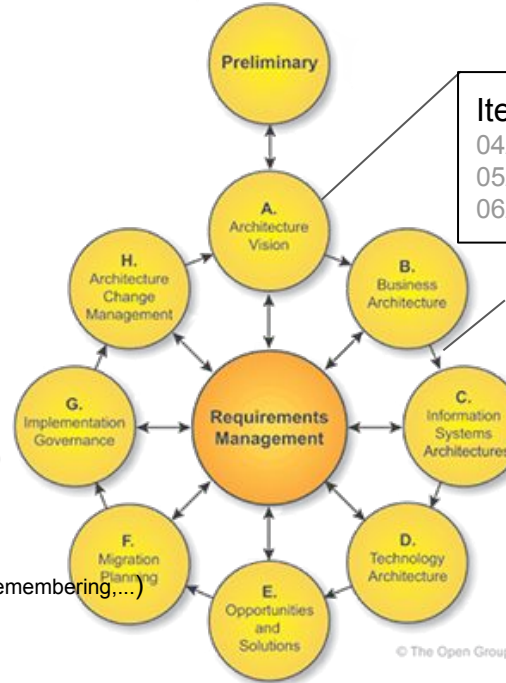 Preliminary
Ite
04
05
06
A.
Architecture
Vision
H.
Architecture
Change
Management
B.
Business
Architecture
G.
Implementation
Governance
Requirements
Management
C.
Information
Systems
Architectures
F.
Migration
Planning
emembering,...)
D.
Technology
Architecture
E.
Opportunities
and
Solutions
© The Open Group